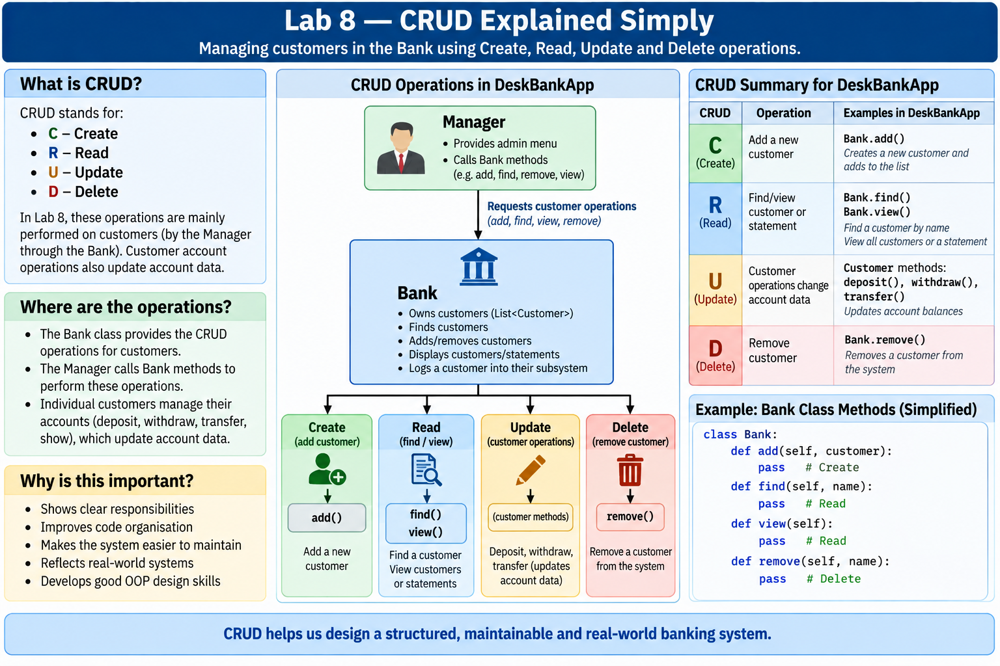 Lab 8 — CRUD Explained Simply
Managing customers in the Bank using Create, Read, Update and Delete operations.
What is CRUD?
CRUD stands for:
• C – Create
• R – Read
• U – Update
• D – Delete
In Lab 8, these operations are mainly
performed on customers (by the Manager
through the Bank). Customer account
operations also update account data.
Where are the operations?
• The Bank class provides the CRUD
operations for customers.
• The Manager calls Bank methods to
perform these operations.
• Individual customers manage their
accounts (deposit, withdraw, transfer,
show), which update account data.
Why is this important?
• Shows clear responsibilities
• Improves code organisation
• Makes the system easier to maintain
• Reflects real-world systems
• Develops good OOP design skills
CRUD Operations in DeskBankApp
Manager
• Provides admin menu
• Calls Bank methods
(e.g. add, find, remove, view)
Requests customer operations
(add, find, view, remove)
Bank
• Owns customers (List<Customer>)
• Finds customers
• Adds/removes customers
• Displays customers/statements
• Logs a customer into their subsystem
Create
(add customer)
add()
Add a new
customer
Read
(find / view)
find()
view()
Find a customer
View customers
or statements
Update
(customer operations)
(customer methods)
Deposit, withdraw,
transfer (updates
account data)
Delete
(remove customer)
remove()
Remove a customer
from the system
CRUD Summary for DeskBankApp
CRUD Operation Examples in DeskBankApp
C
(Create)
Add a new
customer
Bank.add()
Creates a new customer and
adds to the list
R
(Read)
Find/view
customer or
statement
Bank.find()
Bank.view()
Find a customer by name
View all customers or a statement
U
(Update)
Customer
operations change
account data
Customer methods:
deposit(), withdraw(),
transfer()
Updates account balances
D
(Delete)
Remove
customer
Bank.remove()
Removes a customer from
the system
Example: Bank Class Methods (Simplified)
class Bank:
def add(self, customer):
pass # Create
def find(self, name):
pass # Read
def view(self):
pass # Read
def remove(self, name):
pass # Delete
CRUD helps us design a structured, maintainable and real-world banking system.